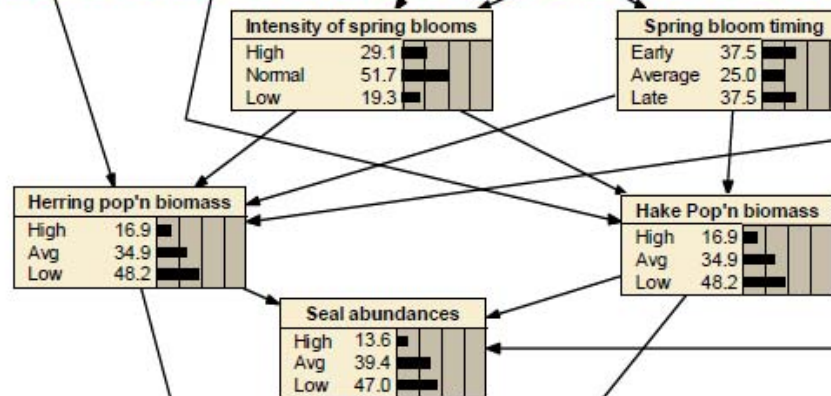 Intensity of spring blooms
High 29.1
Normal 51.7
Low 19.3
Spring bloom timing
Early 37.5
Average 25.0
Late 37.5
Herring pop'n biomass
High 16.9
Avg 34.9
Low 48.2
Hake Pop'n biomass
High 16.9
Avg 34.9
Low 48.2
Seal abundances
High 13.6
Avg 39.4
Low 47.0